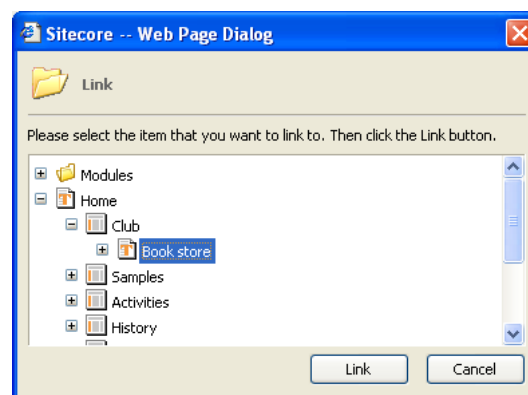 Sitecore -- Web Page Dialog
Link
Please select the item that you want to link to. Then click the Link button.
Modules
Home
Club
Book store
Samples
Activities
History
Link Cancel